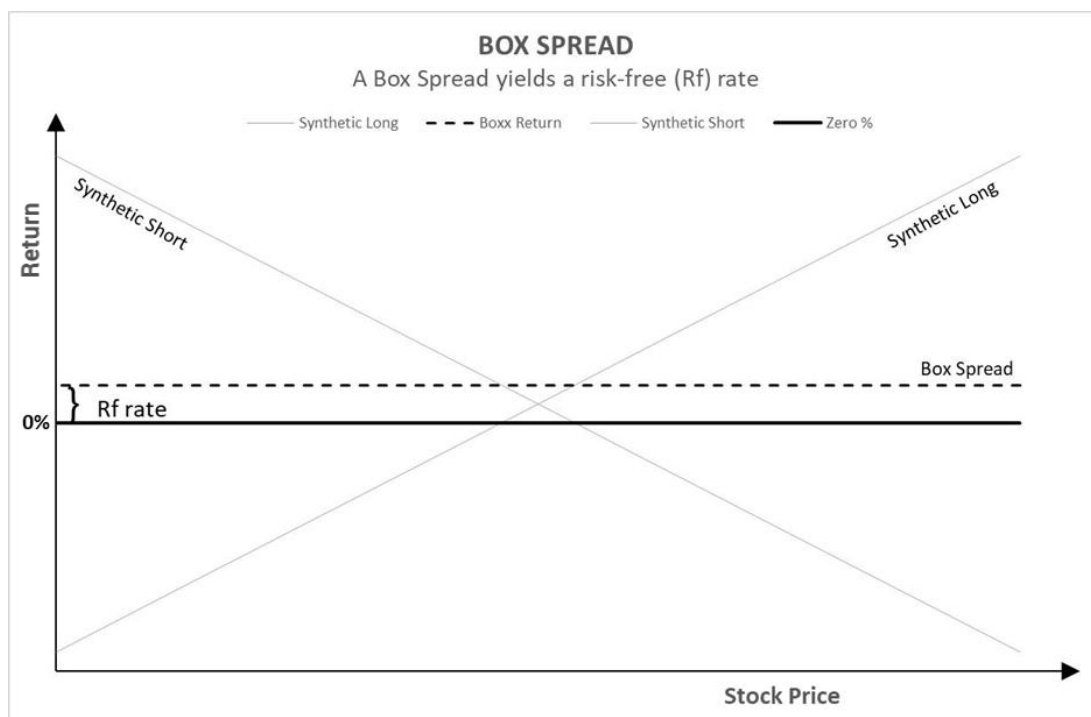 BOX SPREAD
A Box Spread yields a risk-free (Rf) rate
Synthetic Long Boxx Return Synthetic Short Zero %
Synthetic Short
Synthetic Long
Return
Box Spread
Rf rate
0%
Stock Price